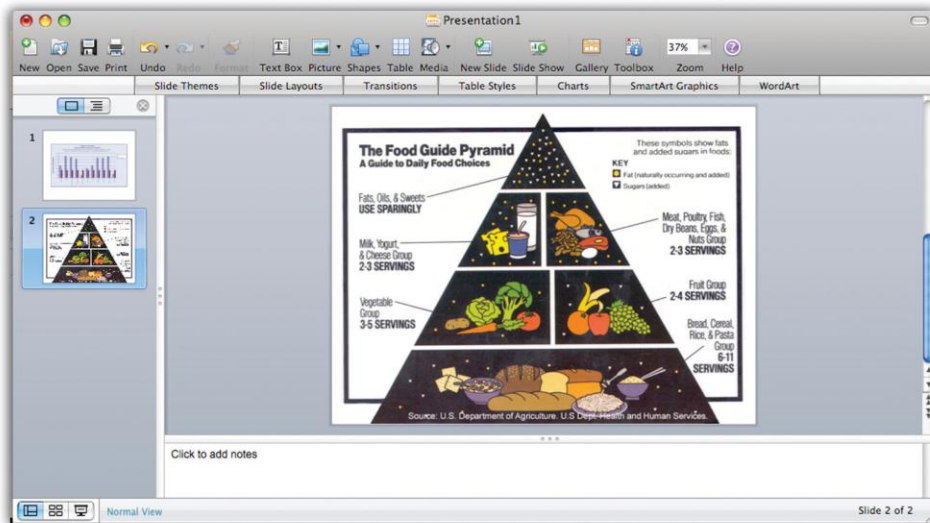 Presentation1
New Open Save Print Undo Redo Format Text Box Picture Shapes Table Media New Slide Slide Show Gallery Toolbox Zoom Help
37%
Slide Themes Slide Layouts Transitions Table Styles Charts SmartArt Graphics WordArt
1
2
The Food Guide Pyramid
A Guide to Daily Food Choices
These symbols show fats
and added sugars in foods:
KEY
Fat (naturally occurring and added)
Sugars (added)
Fats, Oils, & Sweets
USE SPARINGLY
Milk, Yogurt,
& Cheese Group
2-3 SERVINGS
Meat, Poultry, Fish,
Dry Beans, Eggs, &
Nuts Group
2-3 SERVINGS
Vegetable
Group
3-5 SERVINGS
Fruit Group
2-4 SERVINGS
Bread, Cereal,
Rice, & Pasta
Group
6-11
SERVINGS
Source: U.S. Department of Agriculture. U.S Dept. Health and Human Services.
Click to add notes
Normal View
Slide 2 of 2